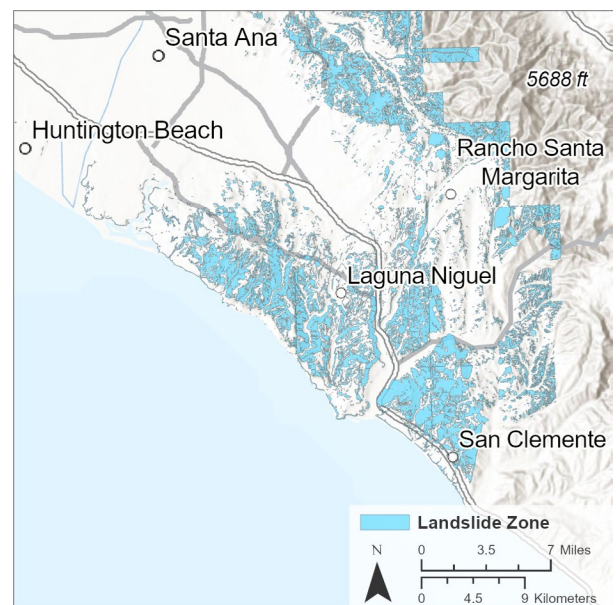 Santa Ana
5688 ft
Huntington Beach
Rancho Santa
Margarita
Laguna Niguel
San Clemente
Landslide Zone
N
0 3.5 7 Miles
0 4.5 9 Kilometers